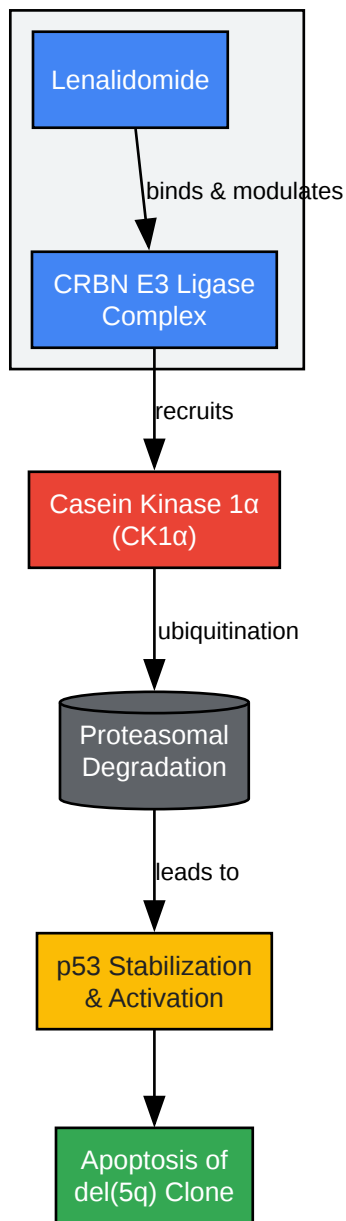 Lenalidomide
binds & modulates
CRBN E3 Ligase
Complex
recruits
Casein Kinase 1α
(CK1α)
ubiquitination
Proteasomal
Degradation
leads to
p53 Stabilization
& Activation
Apoptosis of
del(5q) Clone